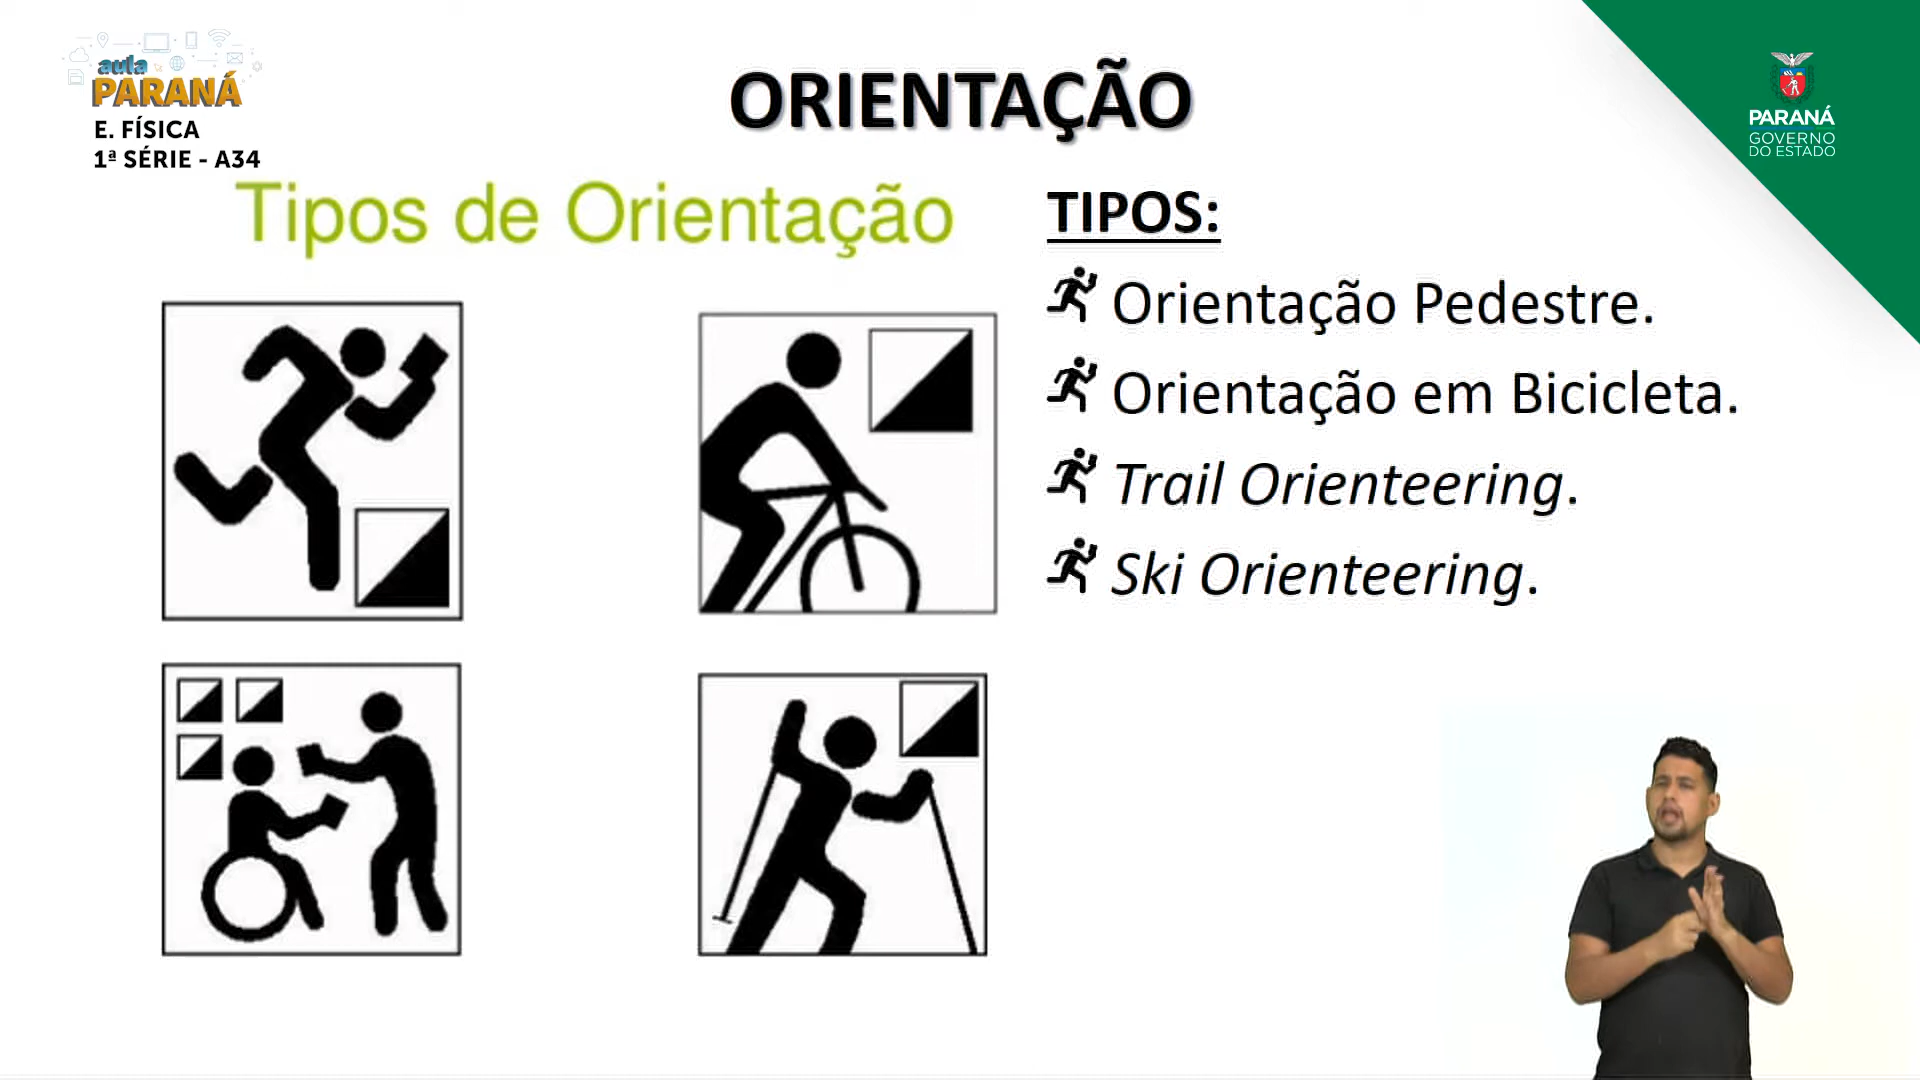 aula
PARANÁ
E. FÍSICA
1ª SÉRIE - A34
ORIENTAÇÃO
PARANÁ
GOVERNO
DO ESTADO
Tipos de Orientação
TIPOS:
Orientação Pedestre.
Orientação em Bicicleta.
Trail Orienteering.
Ski Orienteering.